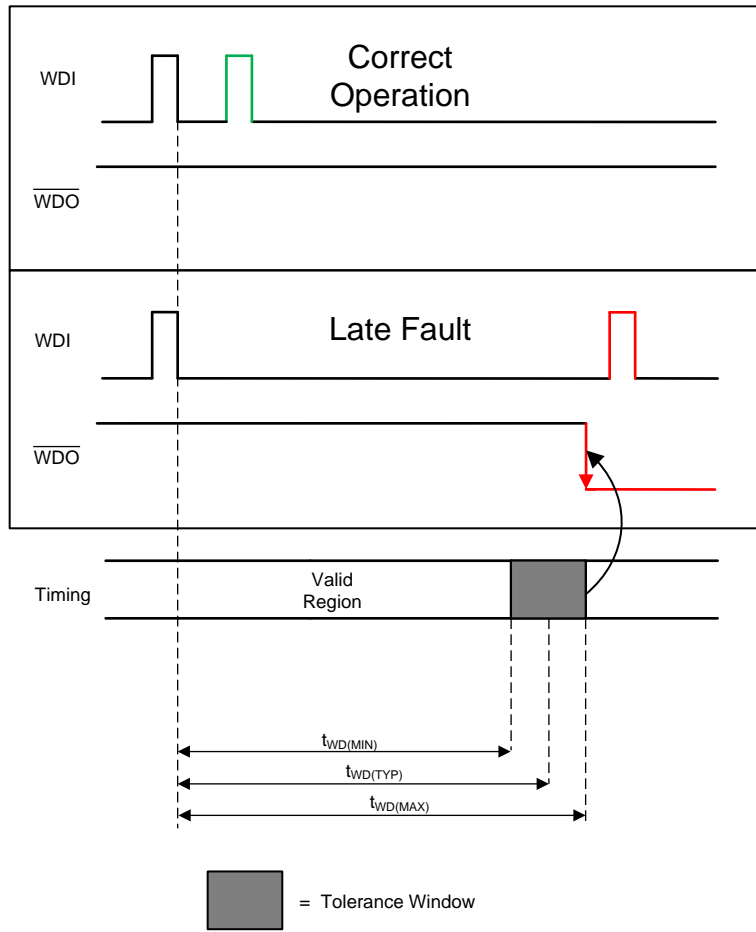 Correct
Operation
WDI
WDO
Late Fault
WDI
WDO
Timing
Valid
Region
tWD(MIN)
tWD(TYP)
tWD(MAX)
= Tolerance Window